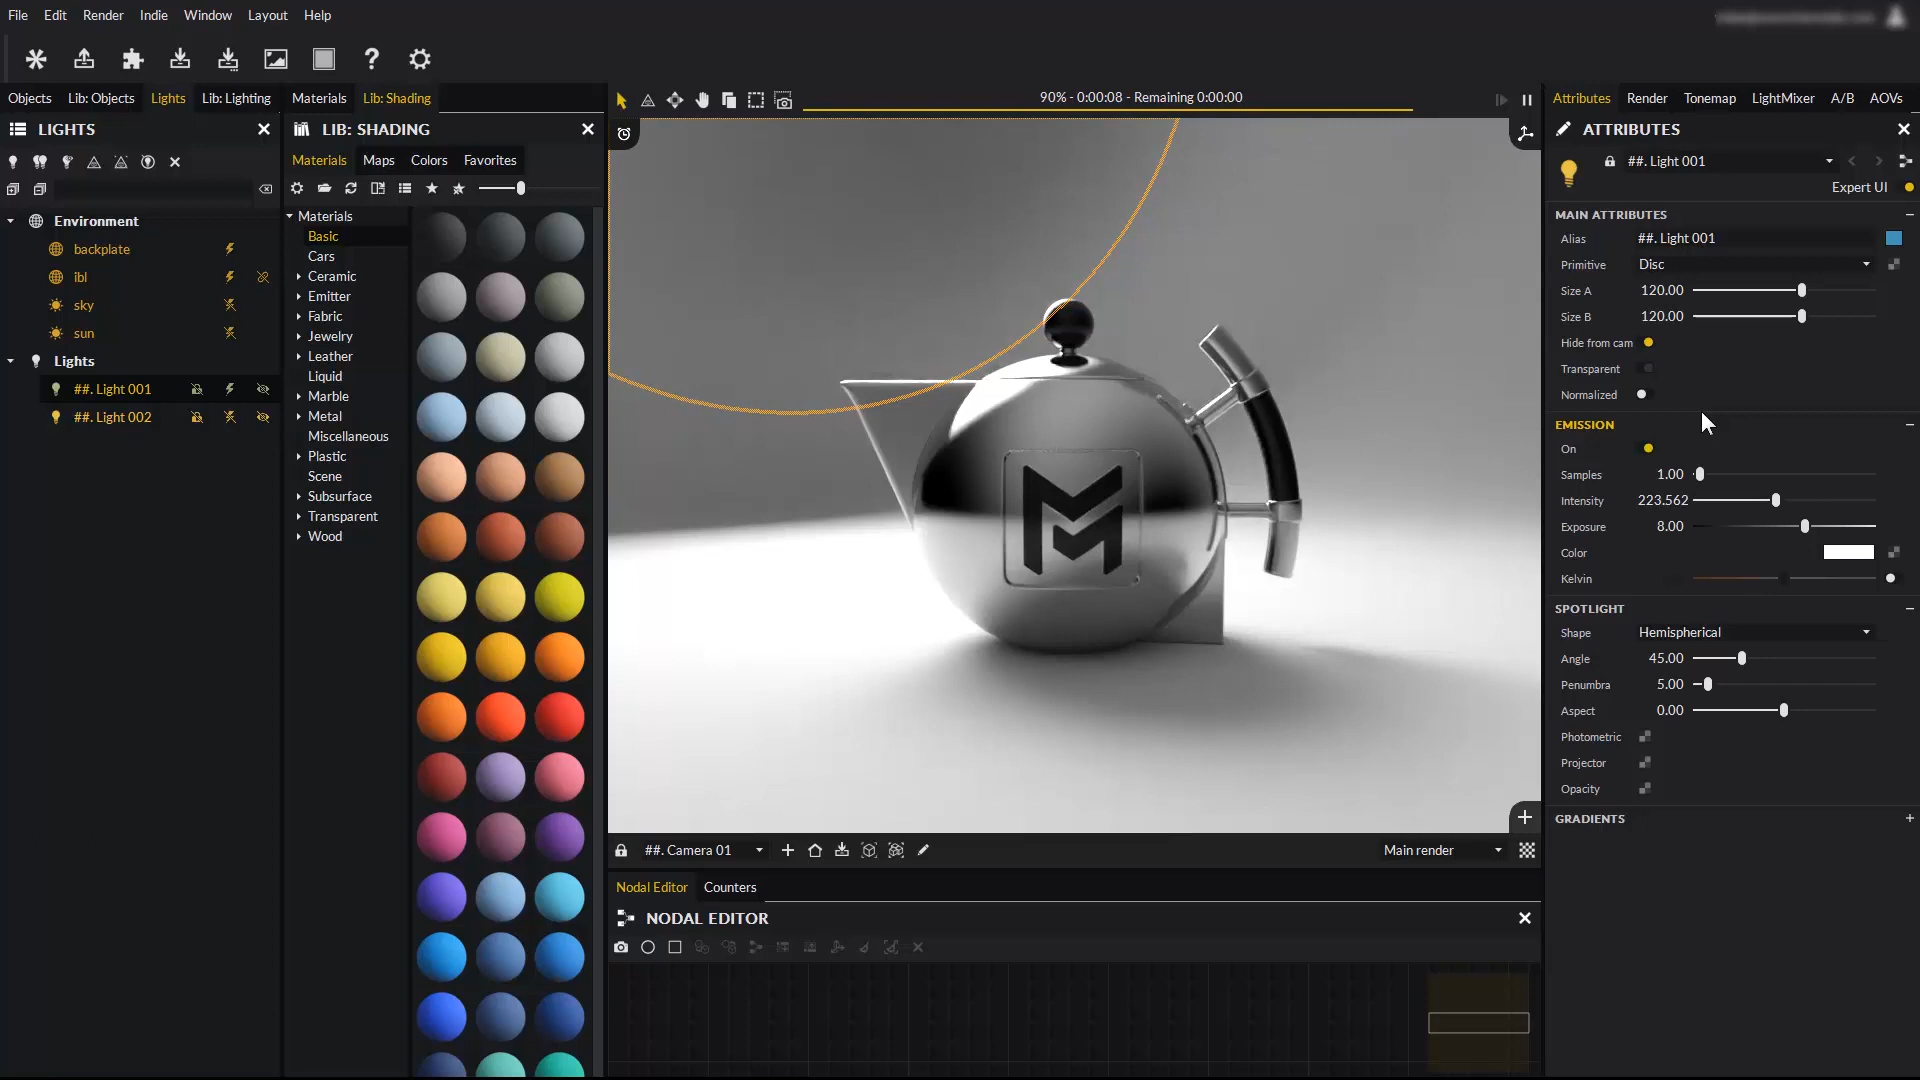 File Edit Render Indie Window Layout Help
Objects Lib: Objects Lights Lib: Lighting
LIGHTS
Environment
backplate
ibl
sky
sun
Lights
##. Light 001
##. Light 002
Materials Lib: Shading
LIB: SHADING
Materials Maps Colors Favorites
Materials
Basic
Cars
Ceramic
Emitter
Fabric
Jewelry
Leather
Liquid
Marble
Metal
Miscellaneous
Plastic
Scene
Subsurface
Transparent
Wood
90% - 0:00:08 - Remaining 0:00:00
##. Camera 01
Main render
Nodal Editor Counters
NODAL EDITOR
Attributes Render Tonemap LightMixer A/B AOVs
ATTRIBUTES
##. Light 001
Expert UI
MAIN ATTRIBUTES
Alias ##. Light 001
Primitive Disc
Size A 120.00
Size B 120.00
Hide from cam
Transparent
Normalized
EMISSION
On
Samples 1.00
Intensity 223.562
Exposure 8.00
Color
Kelvin
SPOTLIGHT
Shape Hemispherical
Angle 45.00
Penumbra 5.00
Aspect 0.00
Photometric
Projector
Opacity
GRADIENTS